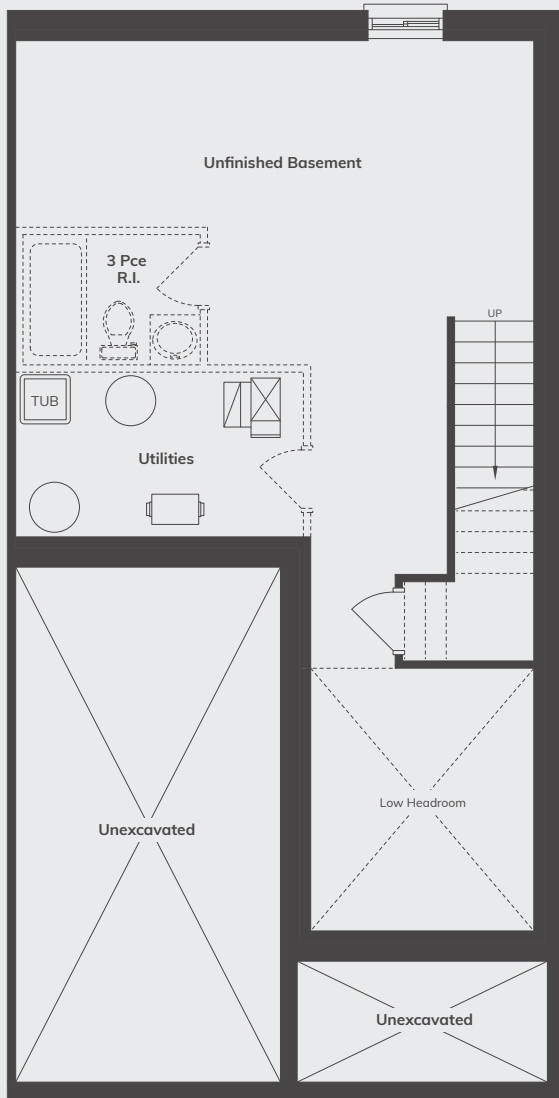 Unfinished Basement
3 Pce
R.I.
UP
TUB
Utilities
Low Headroom
Unexcavated
Unexcavated